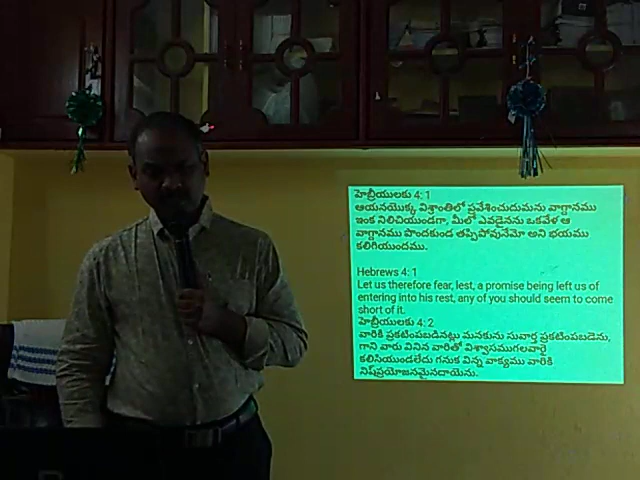 హెబ్రీయులకు 4: 1
ఆయనయొక్క విశ్రాంతిలో ప్రవేశించుదుమను వాగ్దానము
ఇంక నిలిచియుండగా, మీలో ఎవడైనను ఒకవేళ ఆ
వాగ్దానము పొందకుండ తప్పిపోవునేమో అని భయము
కలిగియుందము.
Hebrews 4: 1
Let us therefore fear, lest, a promise being left us of
entering into his rest, any of you should seem to come
short of it.
హెబ్రీయులకు 4: 2
వారికి ప్రకటింపబడినట్లు మనకును సువార్త ప్రకటింపబడెను,
గాని వారు వినిన వారితో విశ్వాసముగలవారై
కలిసియుండలేదు గనుక విన్న వాక్యము వారికి
నిష్‌ప్రయోజనమైనదాయెను.